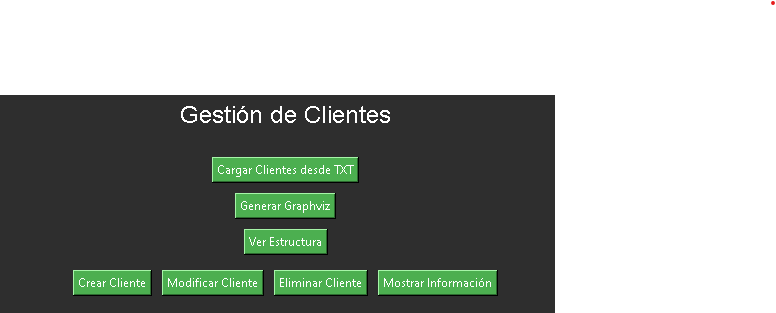 Gestión de Clientes
Cargar Clientes desde TXT
Generar Graphviz
Ver Estructura
Crear Cliente Modificar Cliente Eliminar Cliente Mostrar Información